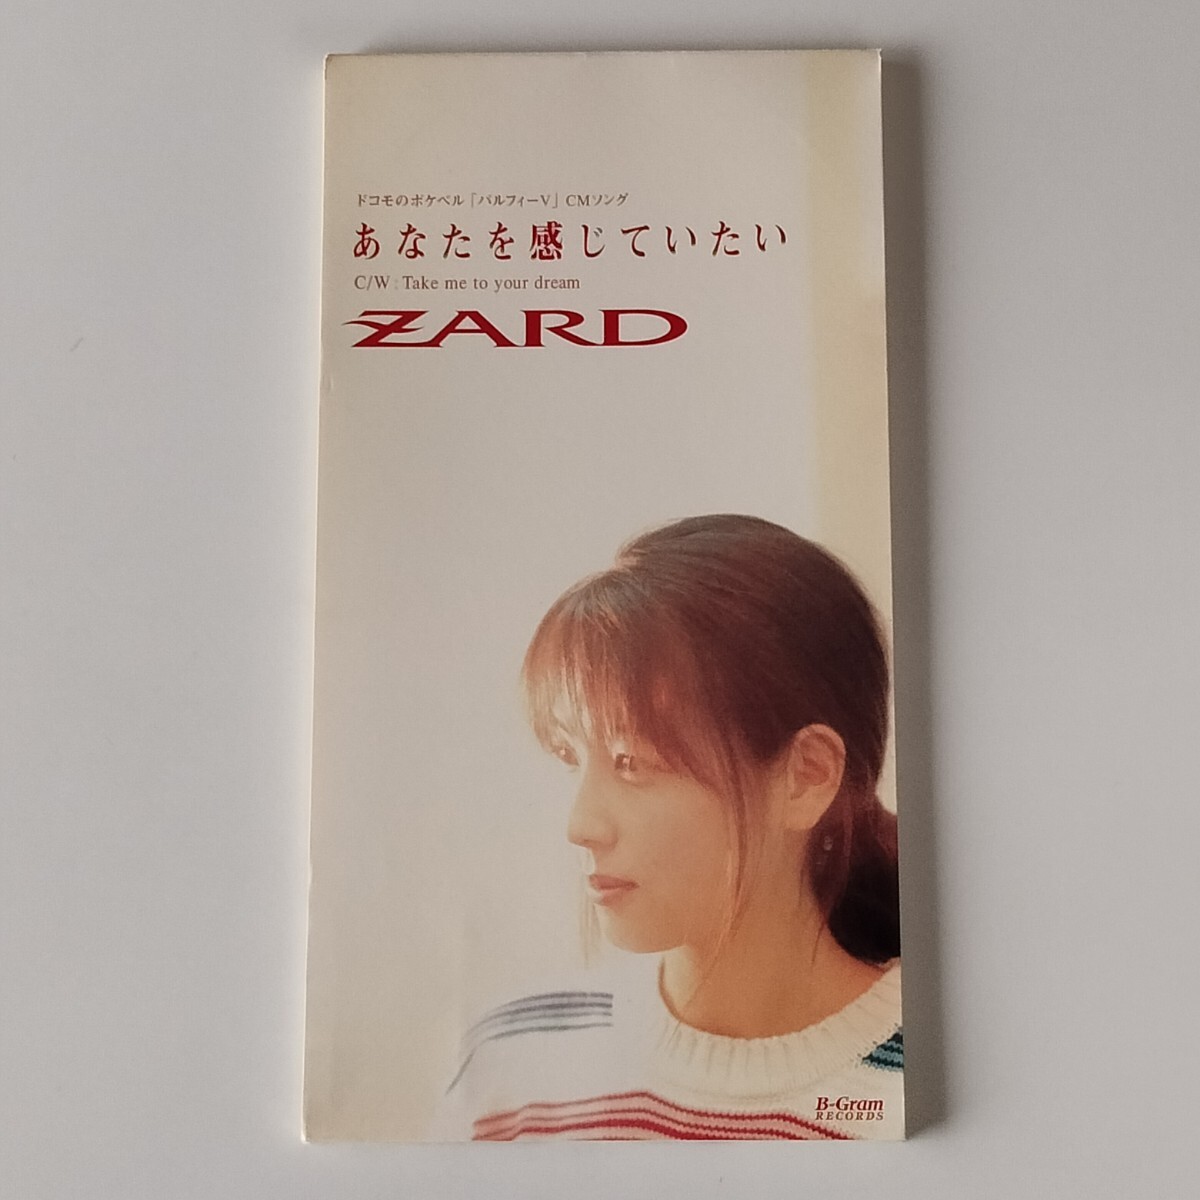 ドコモのポケベル「パルフィーV」CMソング
あなたを感じていたい
C/W : Take me to your dream
ZARD
B-Gram
RECORDS